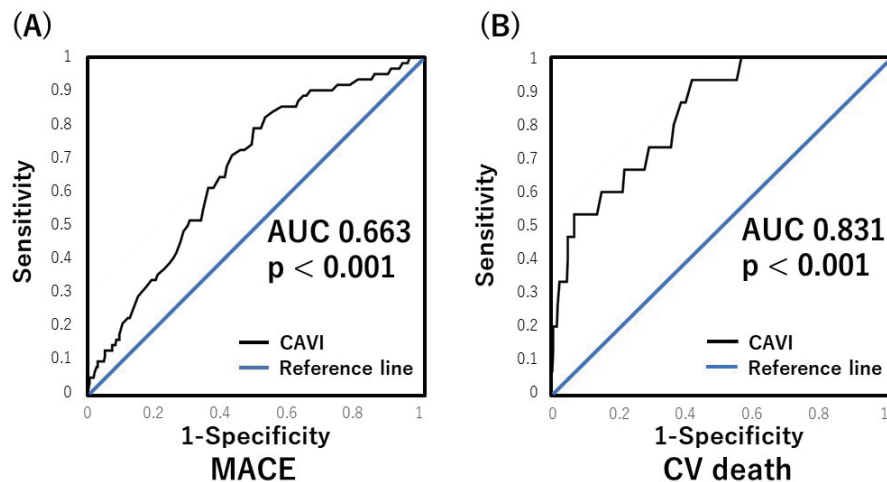 (A)
1
0.9
0.8
0.7
0.6
0.5
0.4
0.3
0.2
0.1
0
Sensitivity
AUC 0.663
p < 0.001
CAVI
Reference line
0 0.2 0.4 0.6 0.8 1
1-Specificity
MACE
(B)
1
0.9
0.8
0.7
0.6
0.5
0.4
0.3
0.2
0.1
0
Sensitivity
AUC 0.831
p < 0.001
CAVI
Reference line
0 0.2 0.4 0.6 0.8 1
1-Specificity
CV death